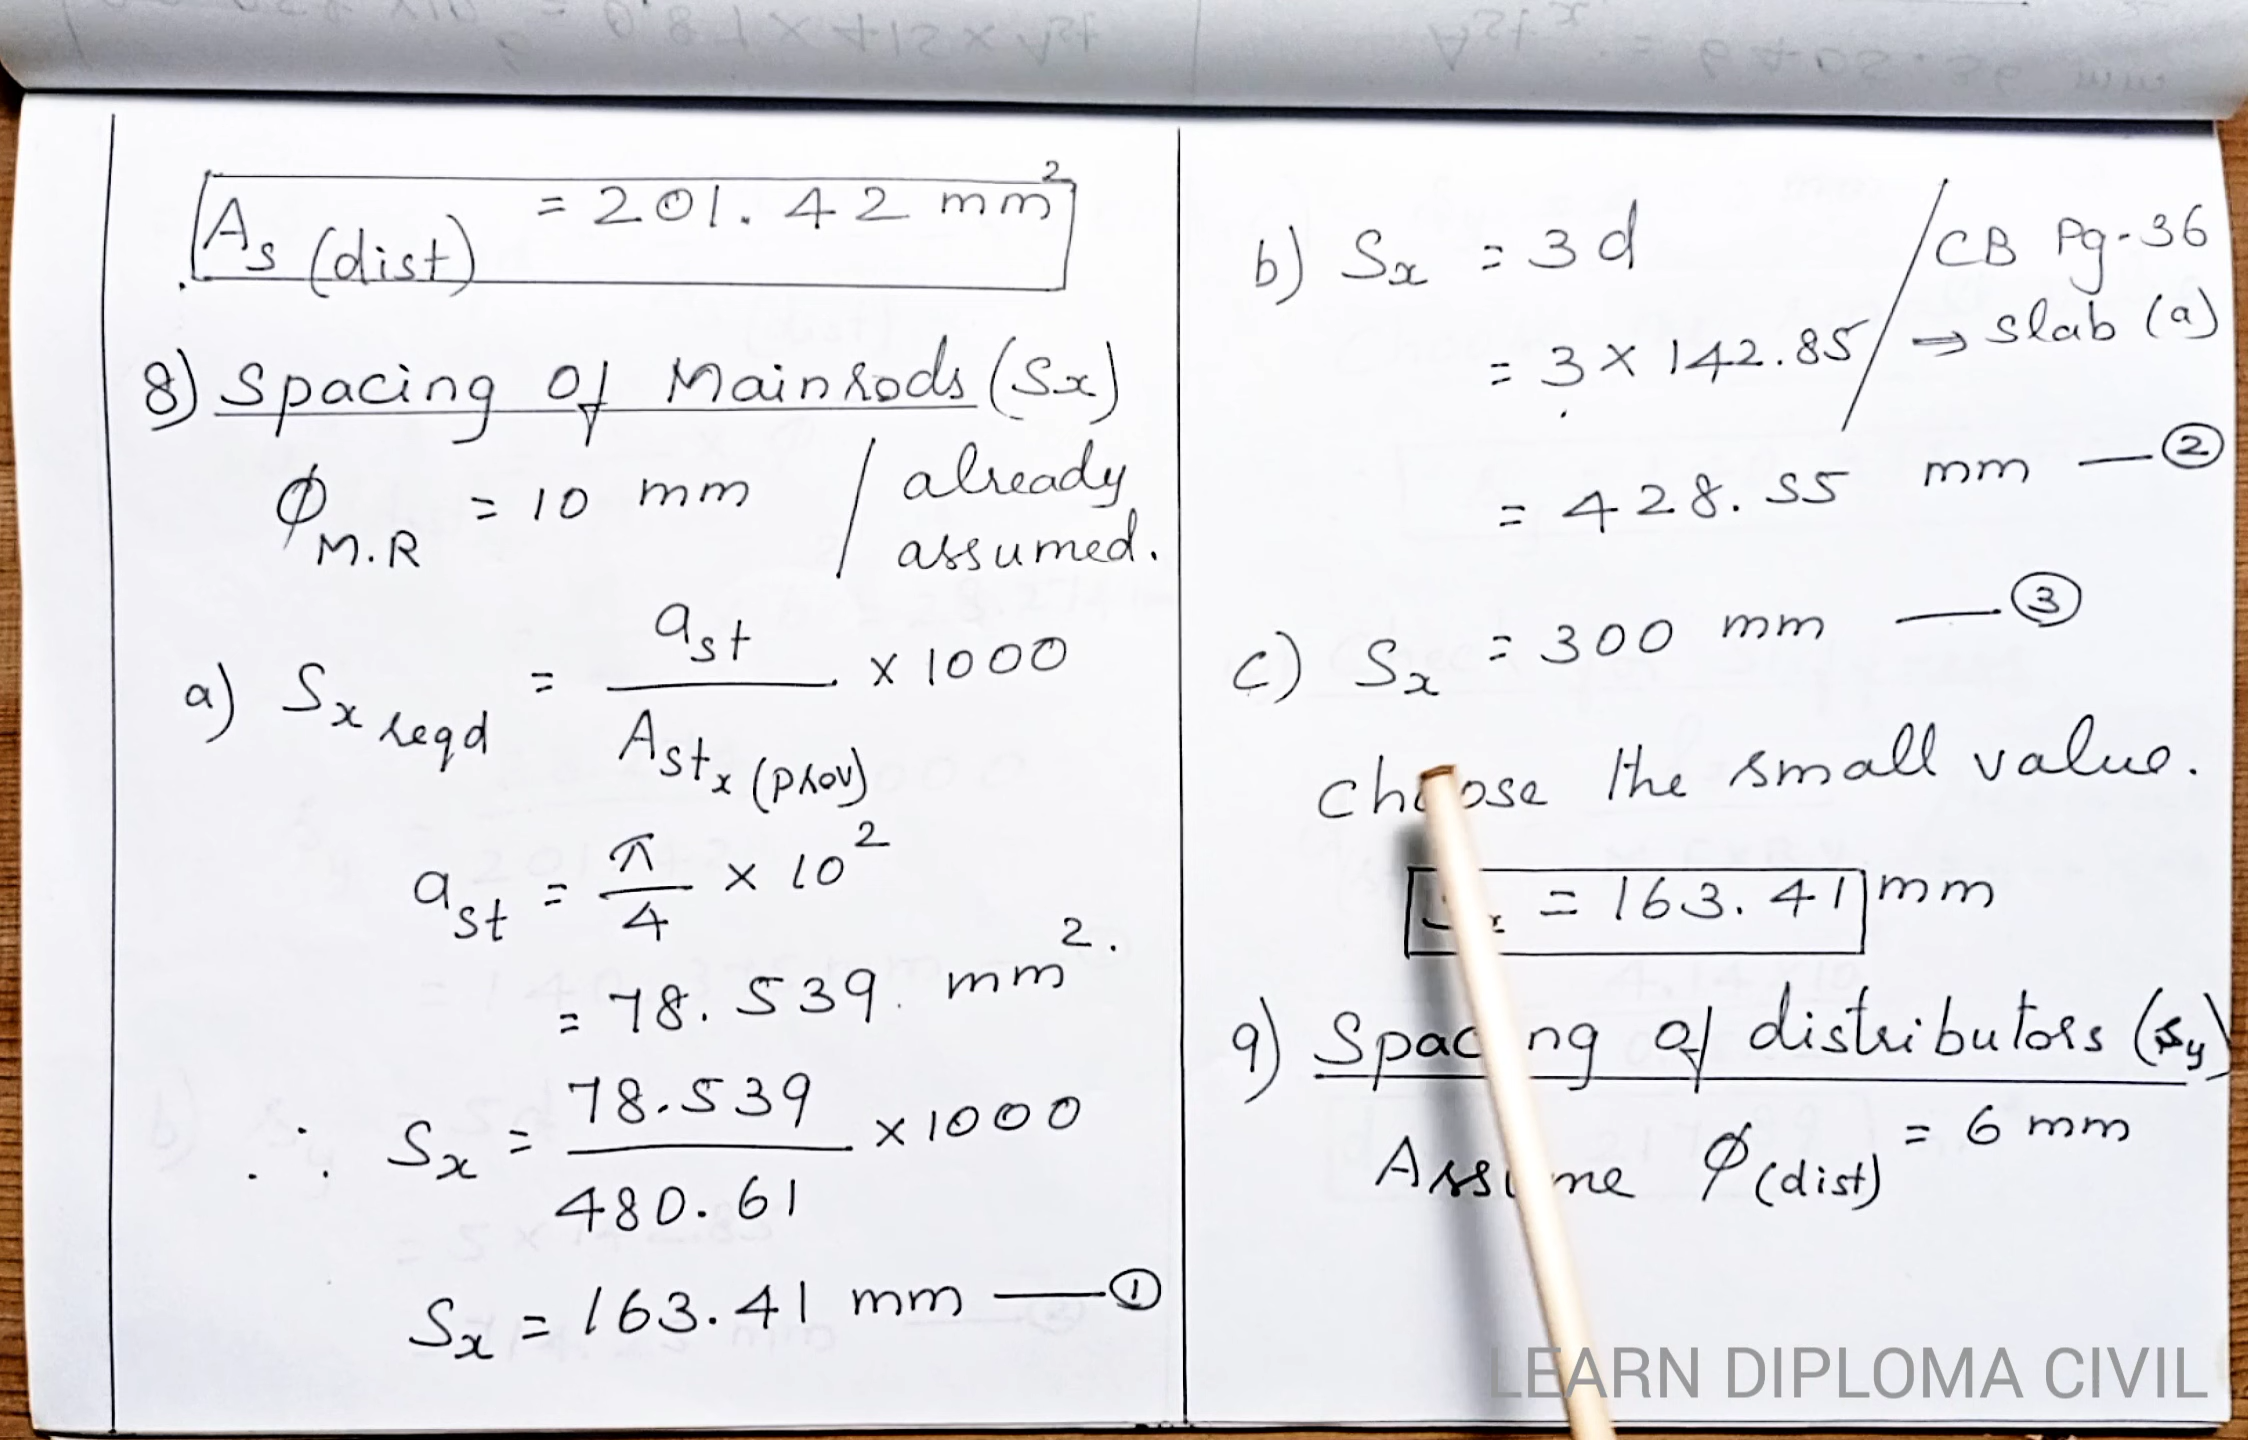 As (dist) = 201.42 mm²
8) Spacing of Mainrods (Sx)
φ M.R = 10 mm / already assumed.
a) Sx reqd = ast / Astx (prov) × 1000
ast = π/4 × 10²
= 78.539 mm².
∴ Sx = 78.539 / 480.61 × 1000
Sx = 163.41 mm — ①
b) Sx = 3d / CB Pg-36
= 3 × 142.85 / ⇒ Slab (a)
= 428.55 mm — ②
c) Sx = 300 mm — ③
choose the small value.
Sx = 163.41 mm
9) Spacing of distributors (Sy)
Assume φ(dist) = 6 mm
LEARN DIPLOMA CIVIL